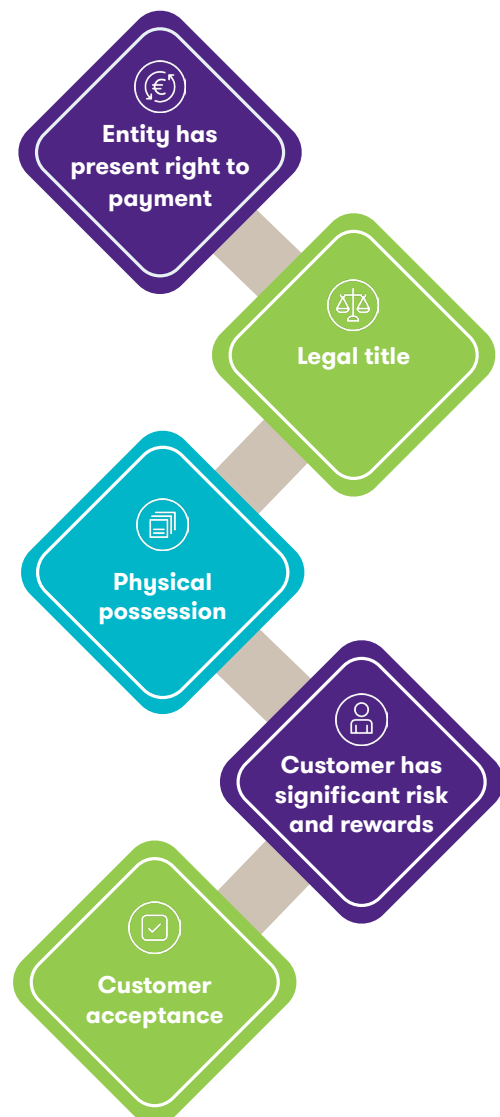 Entity has
present right to
payment
Legal title
Physical
possession
Customer has
significant risk
and rewards
Customer
acceptance